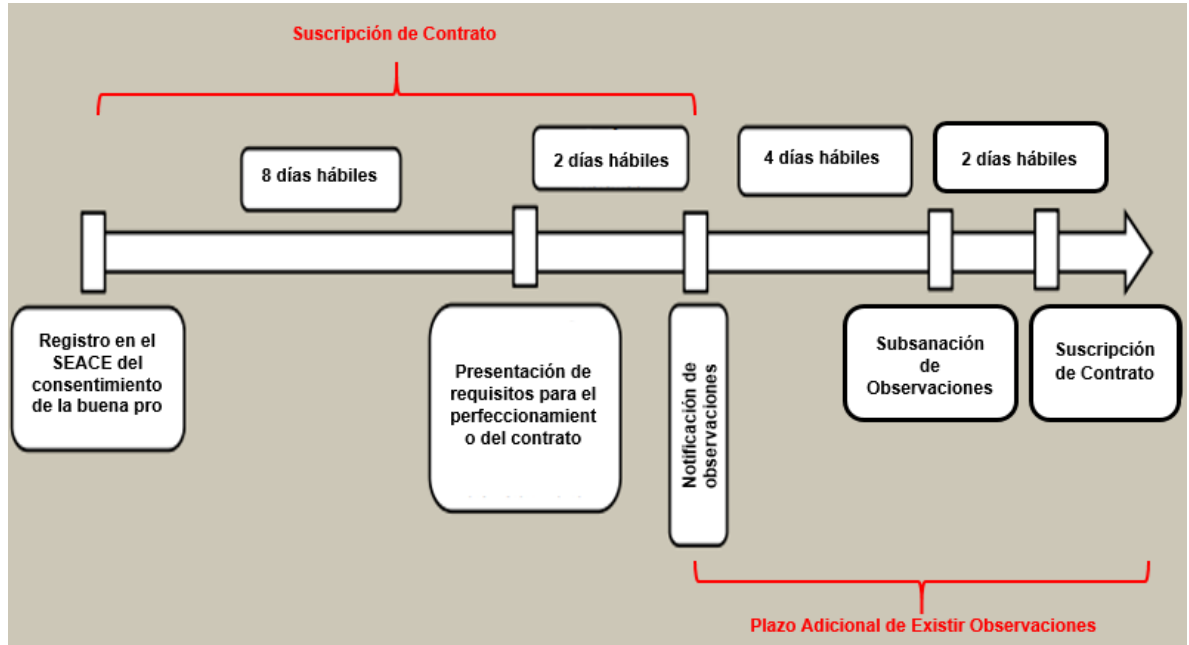 Suscripción de Contrato
8 días hábiles
2 días hábiles
4 días hábiles
2 días hábiles
Registro en el
SEACE del
consentimiento
de la buena pro
Presentación de
requisitos para el
perfeccionamient
o del contrato
Notificación de
observaciones
Subsanación
de
Observaciones
Suscripción
de Contrato
Plazo Adicional de Existir Observaciones